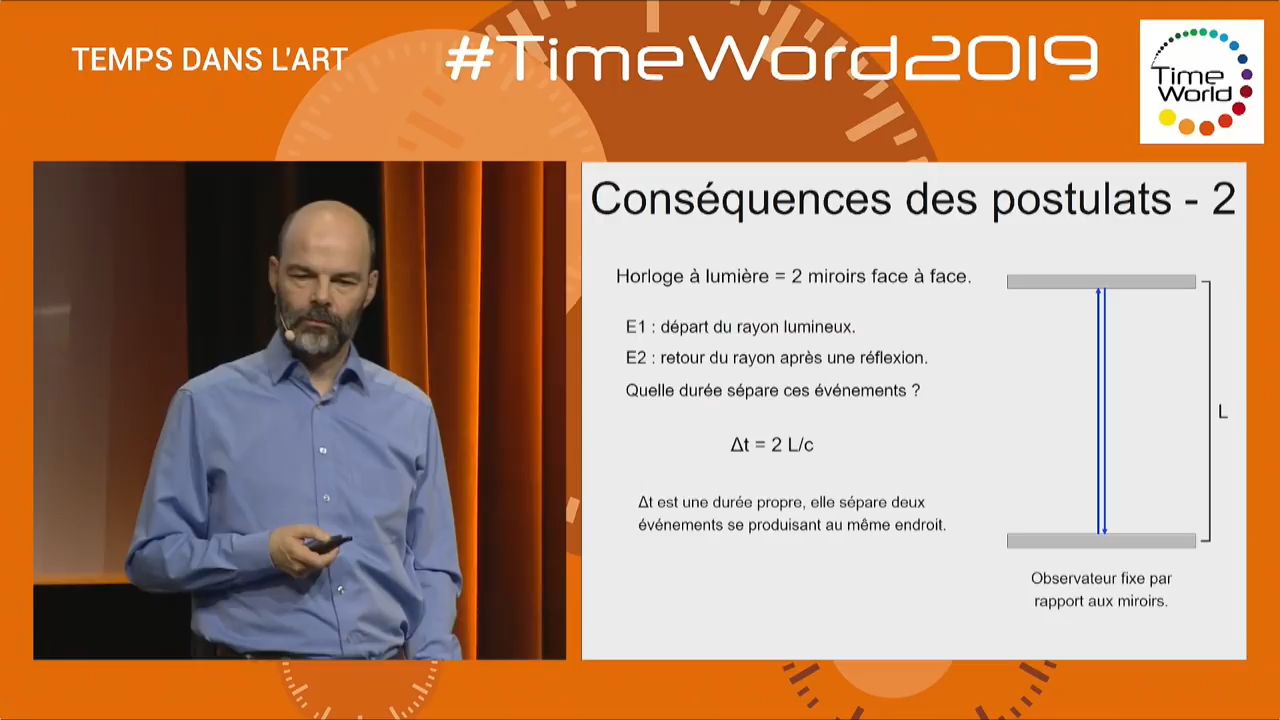 TEMPS DANS L'ART
#TimeWord2019
Time
World
Conséquences des postulats - 2
Horloge à lumière = 2 miroirs face à face.
E1 : départ du rayon lumineux.
E2 : retour du rayon après une réflexion.
Quelle durée sépare ces événements ?
Δt = 2 L/c
L
Δt est une durée propre, elle sépare deux
événements se produisant au même endroit.
Observateur fixe par
rapport aux miroirs.